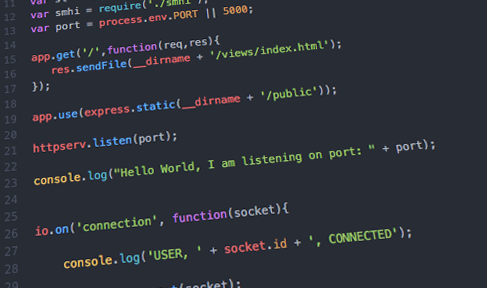 11 var
12 var smhi = require('./smhi');
13 var port = process.env.PORT || 5000;
14
15 app.get('/',function(req,res){
16 res.sendFile(__dirname + '/views/index.html');
17 });
18
19 app.use(express.static(__dirname + '/public'));
20
21 httpserv.listen(port);
22
23 console.log("Hello World, I am listening on port: " + port);
24
25
26 io.on('connection', function(socket){
27
28 console.log('USER, ' + socket.id + ', CONNECTED');
29 (socket);